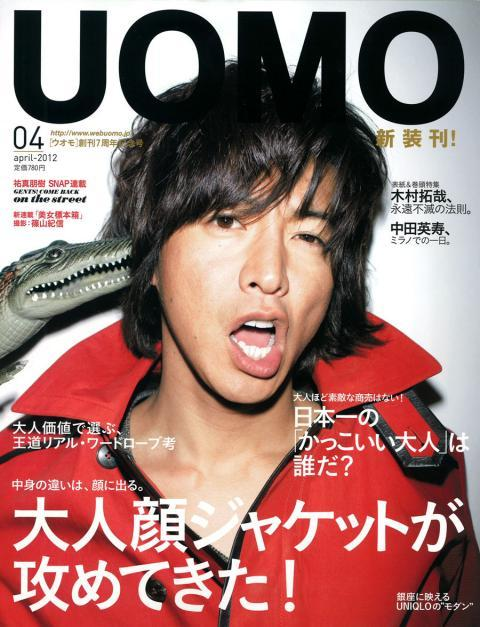 UOMO
04
april-2012
定価780円
http://www.webuomo.jp
[ウオモ]創刊7周年記念号
新装刊!
祐真朋樹 SNAP連載
GENTS! COME BACK
on the street
新連載「美女標本箱」
撮影:篠山紀信
表紙&巻頭特集
木村拓哉、
永遠不滅の法則。
中田英寿、
ミラノでの一日。
大人価値で選ぶ、
王道リアル・ワードローブ考
大人ほど素敵な商売はない!
日本一の
「かっこいい大人」は
誰だ?
中身の違いは、顔に出る。
大人顔ジャケットが
攻めてきた!
銀座に映える
UNIQLOの"モダン"